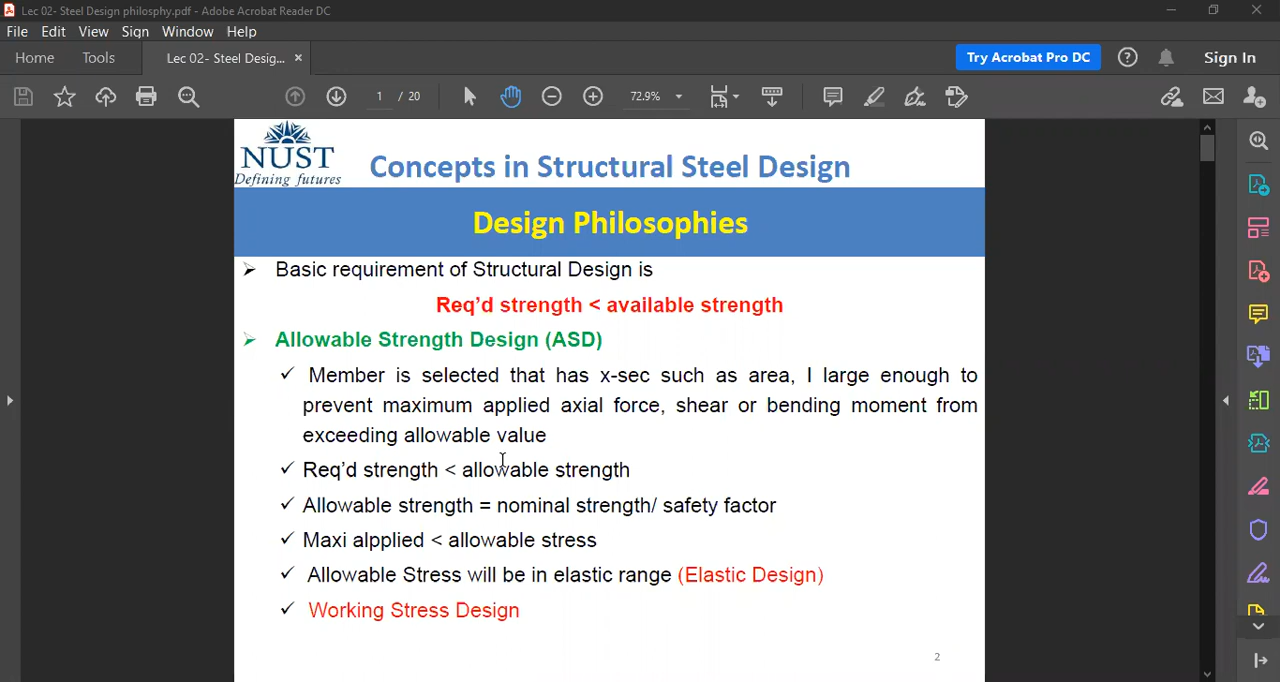 Lec 02- Steel Design philosphy.pdf - Adobe Acrobat Reader DC
File Edit View Sign Window Help
Home Tools Lec 02- Steel Desig... × Try Acrobat Pro DC Sign In
1 / 20 72.9%
NUST
Defining futures
Concepts in Structural Steel Design
Design Philosophies
Basic requirement of Structural Design is
Req'd strength < available strength
Allowable Strength Design (ASD)
Member is selected that has x-sec such as area, I large enough to
prevent maximum applied axial force, shear or bending moment from
exceeding allowable value
Req'd strength < allowable strength
Allowable strength = nominal strength/ safety factor
Maxi alpplied < allowable stress
Allowable Stress will be in elastic range (Elastic Design)
Working Stress Design
2